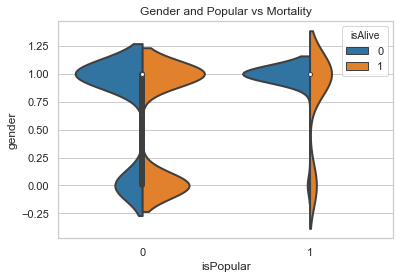 Gender and Popular vs Mortality
isAlive
0
1
1.25
1.00
0.75
0.50
0.25
0.00
−0.25
gender
0 1
isPopular